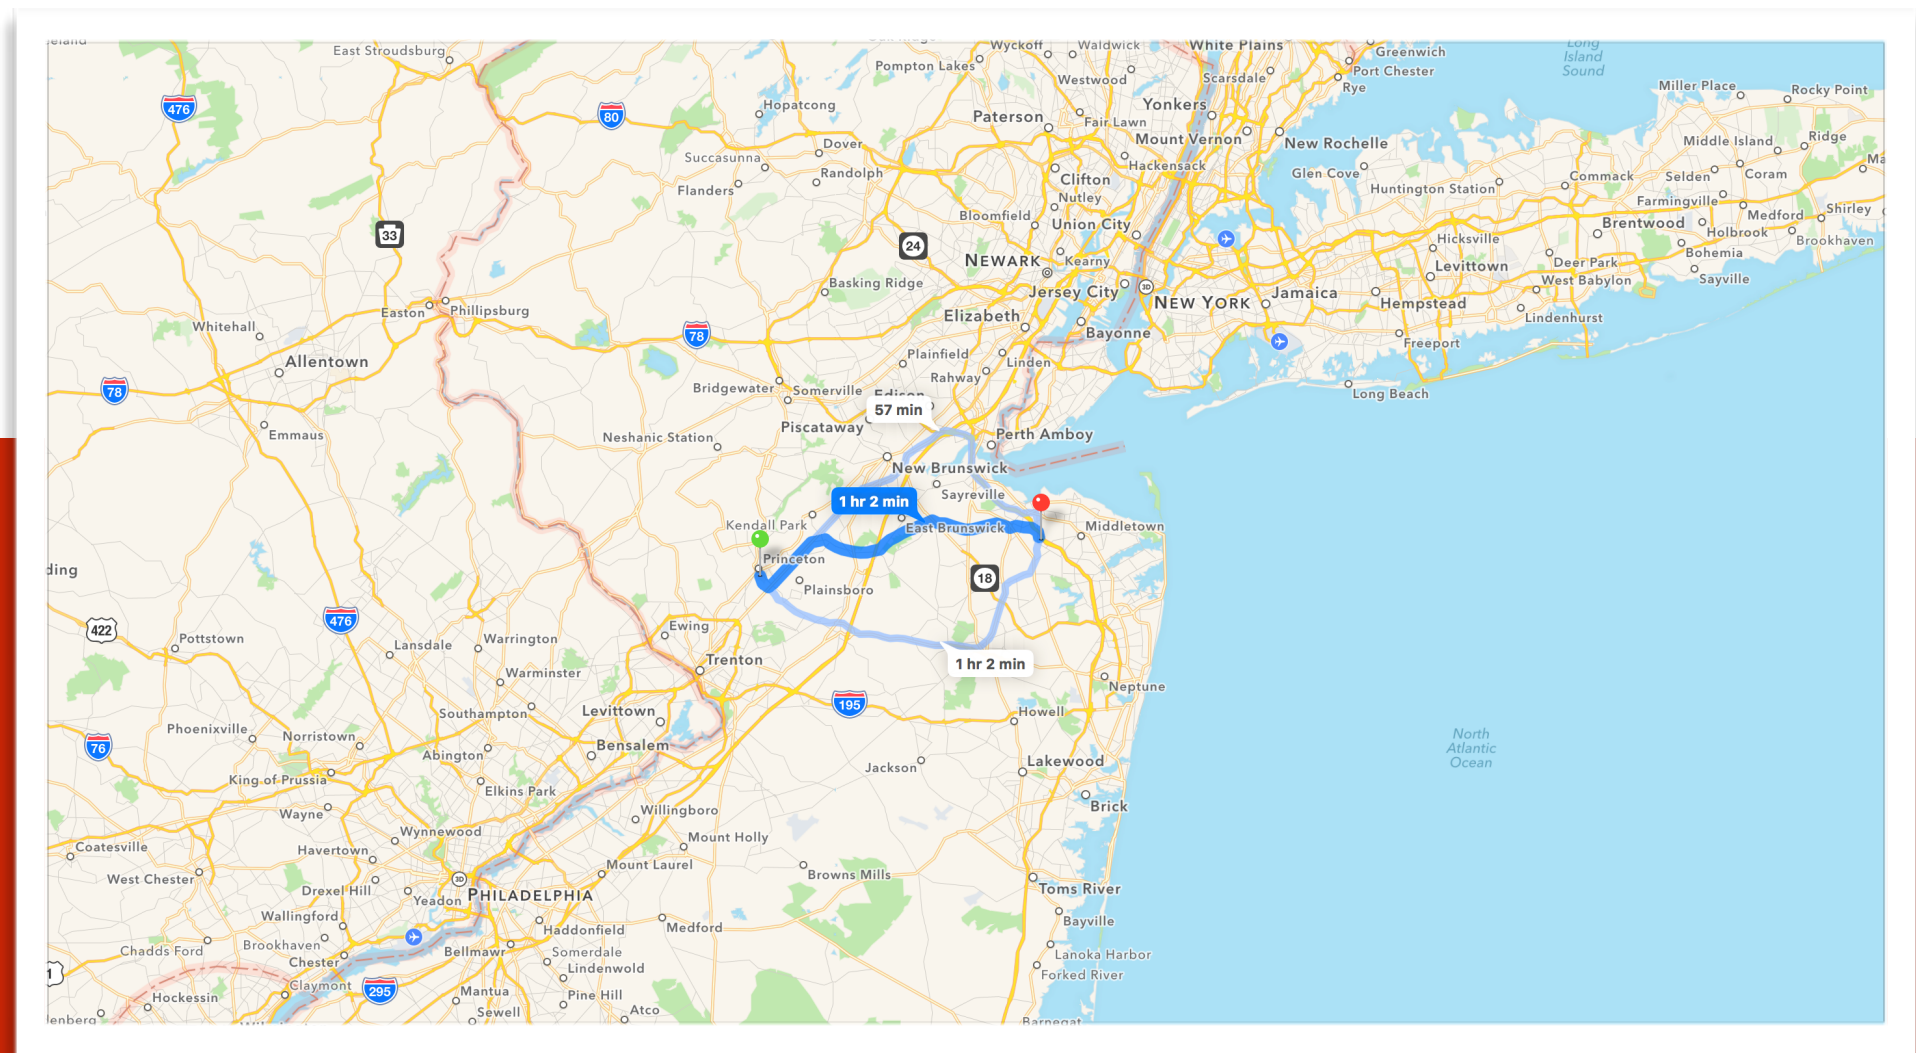 East Stroudsburg
Wyckoff
Waldwick
White Plains
Greenwich
Long
Island
Sound
Pompton Lakes
Westwood
Scarsdale
Port Chester
Rye
Miller Place
Rocky Point
476
80
Hopatcong
Paterson
Yonkers
Fair Lawn
Mount Vernon
New Rochelle
Middle Island
Ridge
Dover
Succasunna
Hackensack
Randolph
Flanders
Clifton
Glen Cove
Huntington Station
Commack
Selden
Coram
Ma
Nutley
Farmingville
Bloomfield
Union City
Brentwood
Medford
Shirley
Holbrook
33
24
Hicksville
Brookhaven
NEWARK
Kearny
Levittown
Deer Park
Bohemia
Basking Ridge
Jersey City
3D
NEW YORK
Jamaica
Hempstead
West Babylon
Sayville
Easton
Phillipsburg
Elizabeth
Bayonne
Lindenhurst
Whitehall
78
Freeport
Allentown
Plainfield
Linden
78
Bridgewater
Somerville
Rahway
Long Beach
Edison
57 min
Emmaus
Neshanic Station
Piscataway
Perth Amboy
New Brunswick
1 hr 2 min
Sayreville
Kendall Park
East Brunswick
Middletown
ding
Princeton
Plainsboro
18
476
422
Pottstown
Lansdale
Warrington
Ewing
Trenton
1 hr 2 min
Warminster
Neptune
195
Southampton
Levittown
Howell
Phoenixville
Norristown
76
Abington
Bensalem
North
Atlantic
Ocean
King of Prussia
Jackson
Lakewood
Elkins Park
Wayne
Willingboro
Brick
Wynnewood
Mount Holly
Coatesville
Havertown
Mount Laurel
West Chester
Drexel Hill
3D
Browns Mills
Yeadon
PHILADELPHIA
Toms River
Wallingford
Haddonfield
Medford
Bayville
Chadds Ford
Brookhaven
Bellmawr
Somerdale
Lanoka Harbor
Chester
Lindenwold
1
Forked River
Claymont
295
Hockessin
Mantua
Pine Hill
Sewell
Atco
lenberg
Barnegat